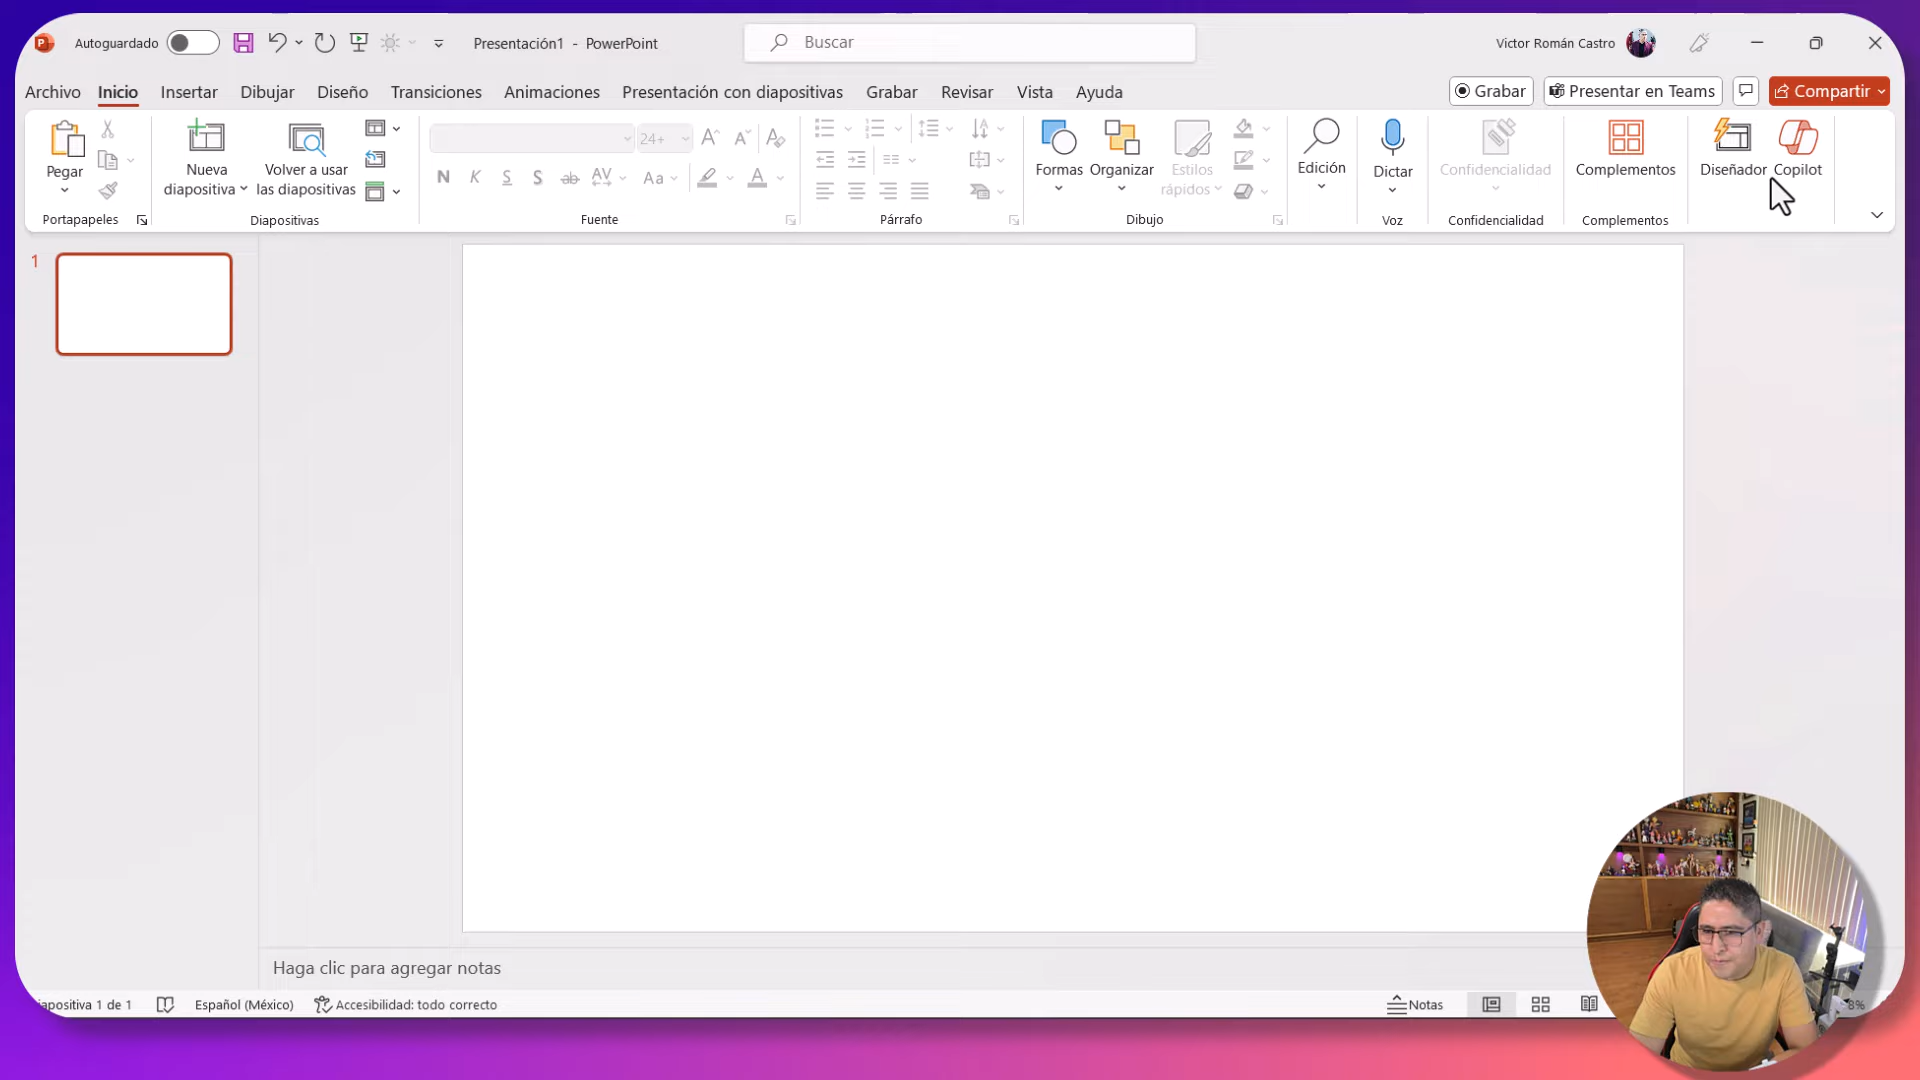 Autoguardado
Presentación1 - PowerPoint
Buscar
Victor Román Castro
Archivo Inicio Insertar Dibujar Diseño Transiciones Animaciones Presentación con diapositivas Grabar Revisar Vista Ayuda
Grabar Presentar en Teams Compartir
Pegar
Portapapeles
Nueva
diapositiva
Volver a usar
las diapositivas
Diapositivas
24+
N K S S ab AV Aa A
Fuente
Párrafo
Formas
Organizar
Estilos
rápidos
Dibujo
Edición
Dictar
Voz
Confidencialidad
Confidencialidad
Complementos
Complementos
Diseñador
Copilot
1
Haga clic para agregar notas
apositiva 1 de 1
Español (México)
Accesibilidad: todo correcto
Notas
8%